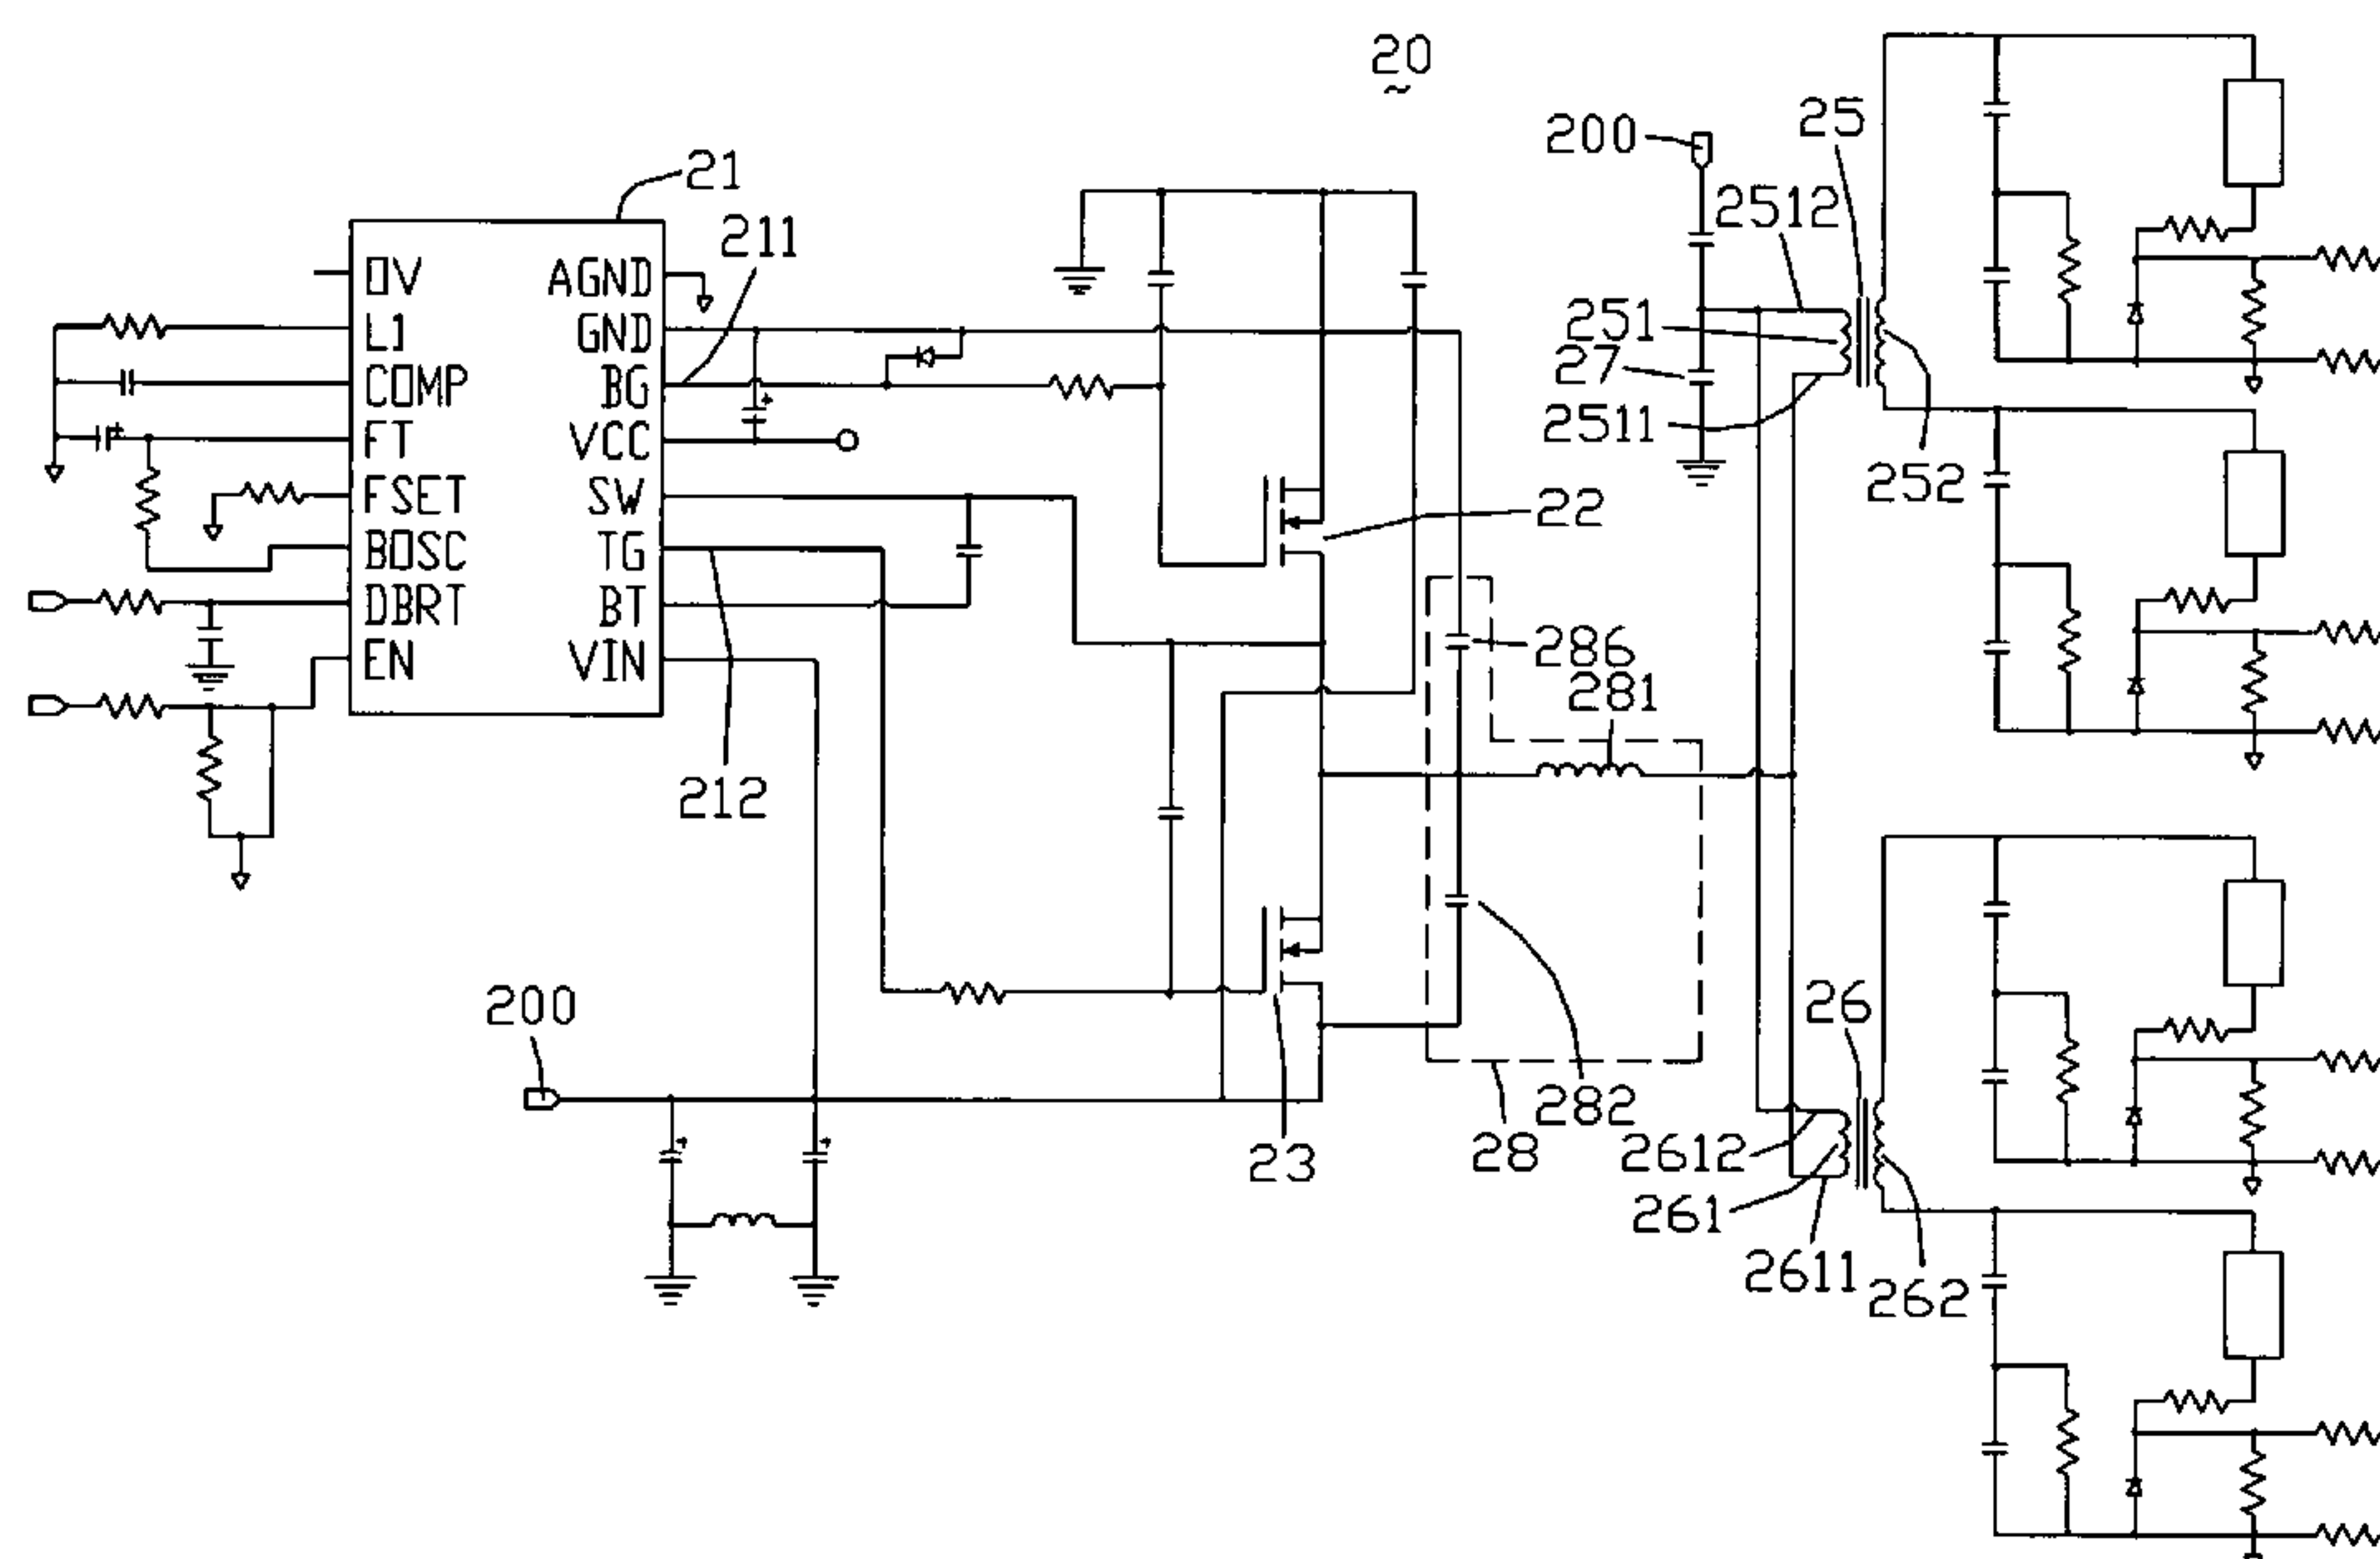 20
21
211
0V
L1
COMP
FT
FSET
BOSC
DBRT
EN
AGND
GND
BG
VCC
SW
TG
BT
VIN
212
200
22
286
281
282
28
23
200
25
2512
251
27
2511
252
26
2612
261
2611
262